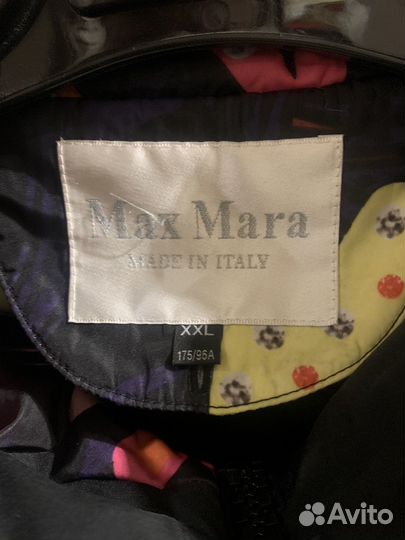 Max Mara
MADE IN ITALY
XXL
175/96A
Avito